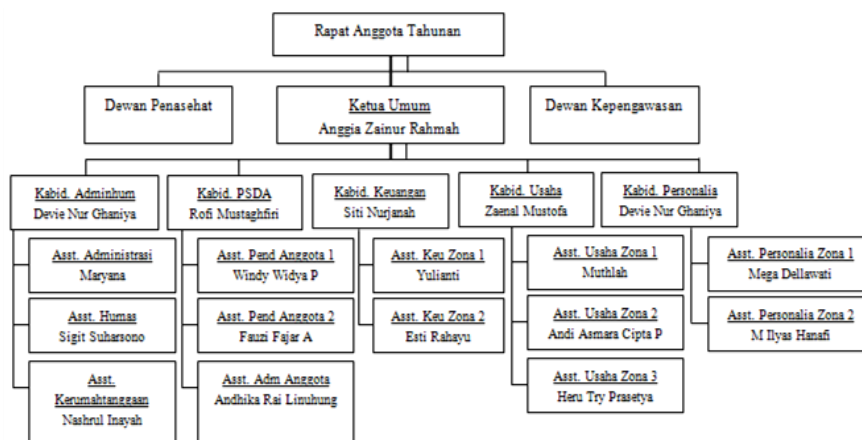 Rapat Anggota Tahunan
Dewan Penasehat
Ketua Umum
Anggia Zainur Rahmah
Dewan Kepengawasan
Kabid. Adminhum
Devie Nur Ghaniya
Kabid. PSDA
Rofi Mustaghfiri
Kabid. Keuangan
Siti Nurjanah
Kabid. Usaha
Zaenal Mustofa
Kabid. Personalia
Devie Nur Ghaniya
Asst. Administrasi
Maryana
Asst. Humas
Sigit Suharsono
Asst.
Kerumahtanggaan
Nashrul Inayah
Asst. Pend Anggota 1
Windy Widya P
Asst. Pend Anggota 2
Fauzi Fajar A
Asst. Adm Anggota
Andhika Rai Linuhung
Asst. Keu Zona 1
Yulianti
Asst. Keu Zona 2
Esti Rahayu
Asst. Usaha Zona 1
Muthlah
Asst. Usaha Zona 2
Andi Asmara Cipta P
Asst. Usaha Zona 3
Heru Try Prasetya
Asst. Personalia Zona 1
Mega Dellawati
Asst. Personalia Zona 2
M Ilyas Hanafi